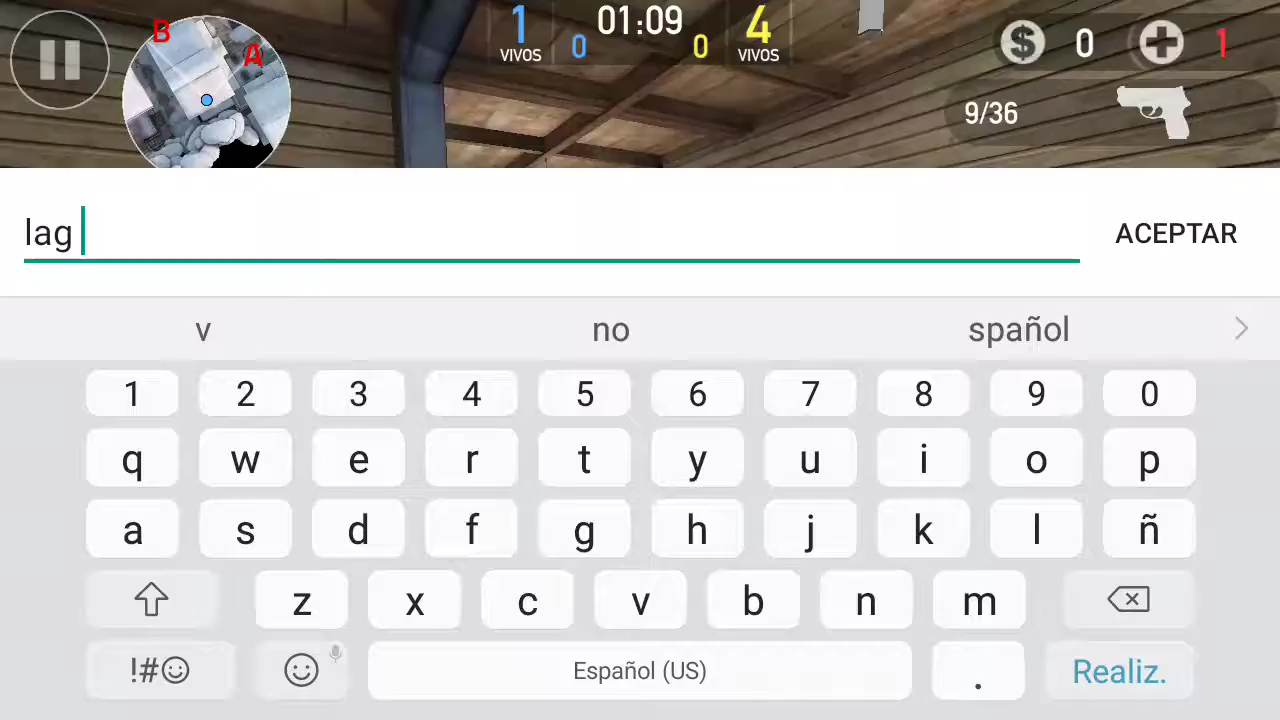 B
A
1
VIVOS
0
01:09
0
4
VIVOS
$ 0
1
9/36
lag
ACEPTAR
v no spañol
1 2 3 4 5 6 7 8 9 0
q w e r t y u i o p
a s d f g h j k l ñ
z x c v b n m
!#☺ Español (US) . Realiz.